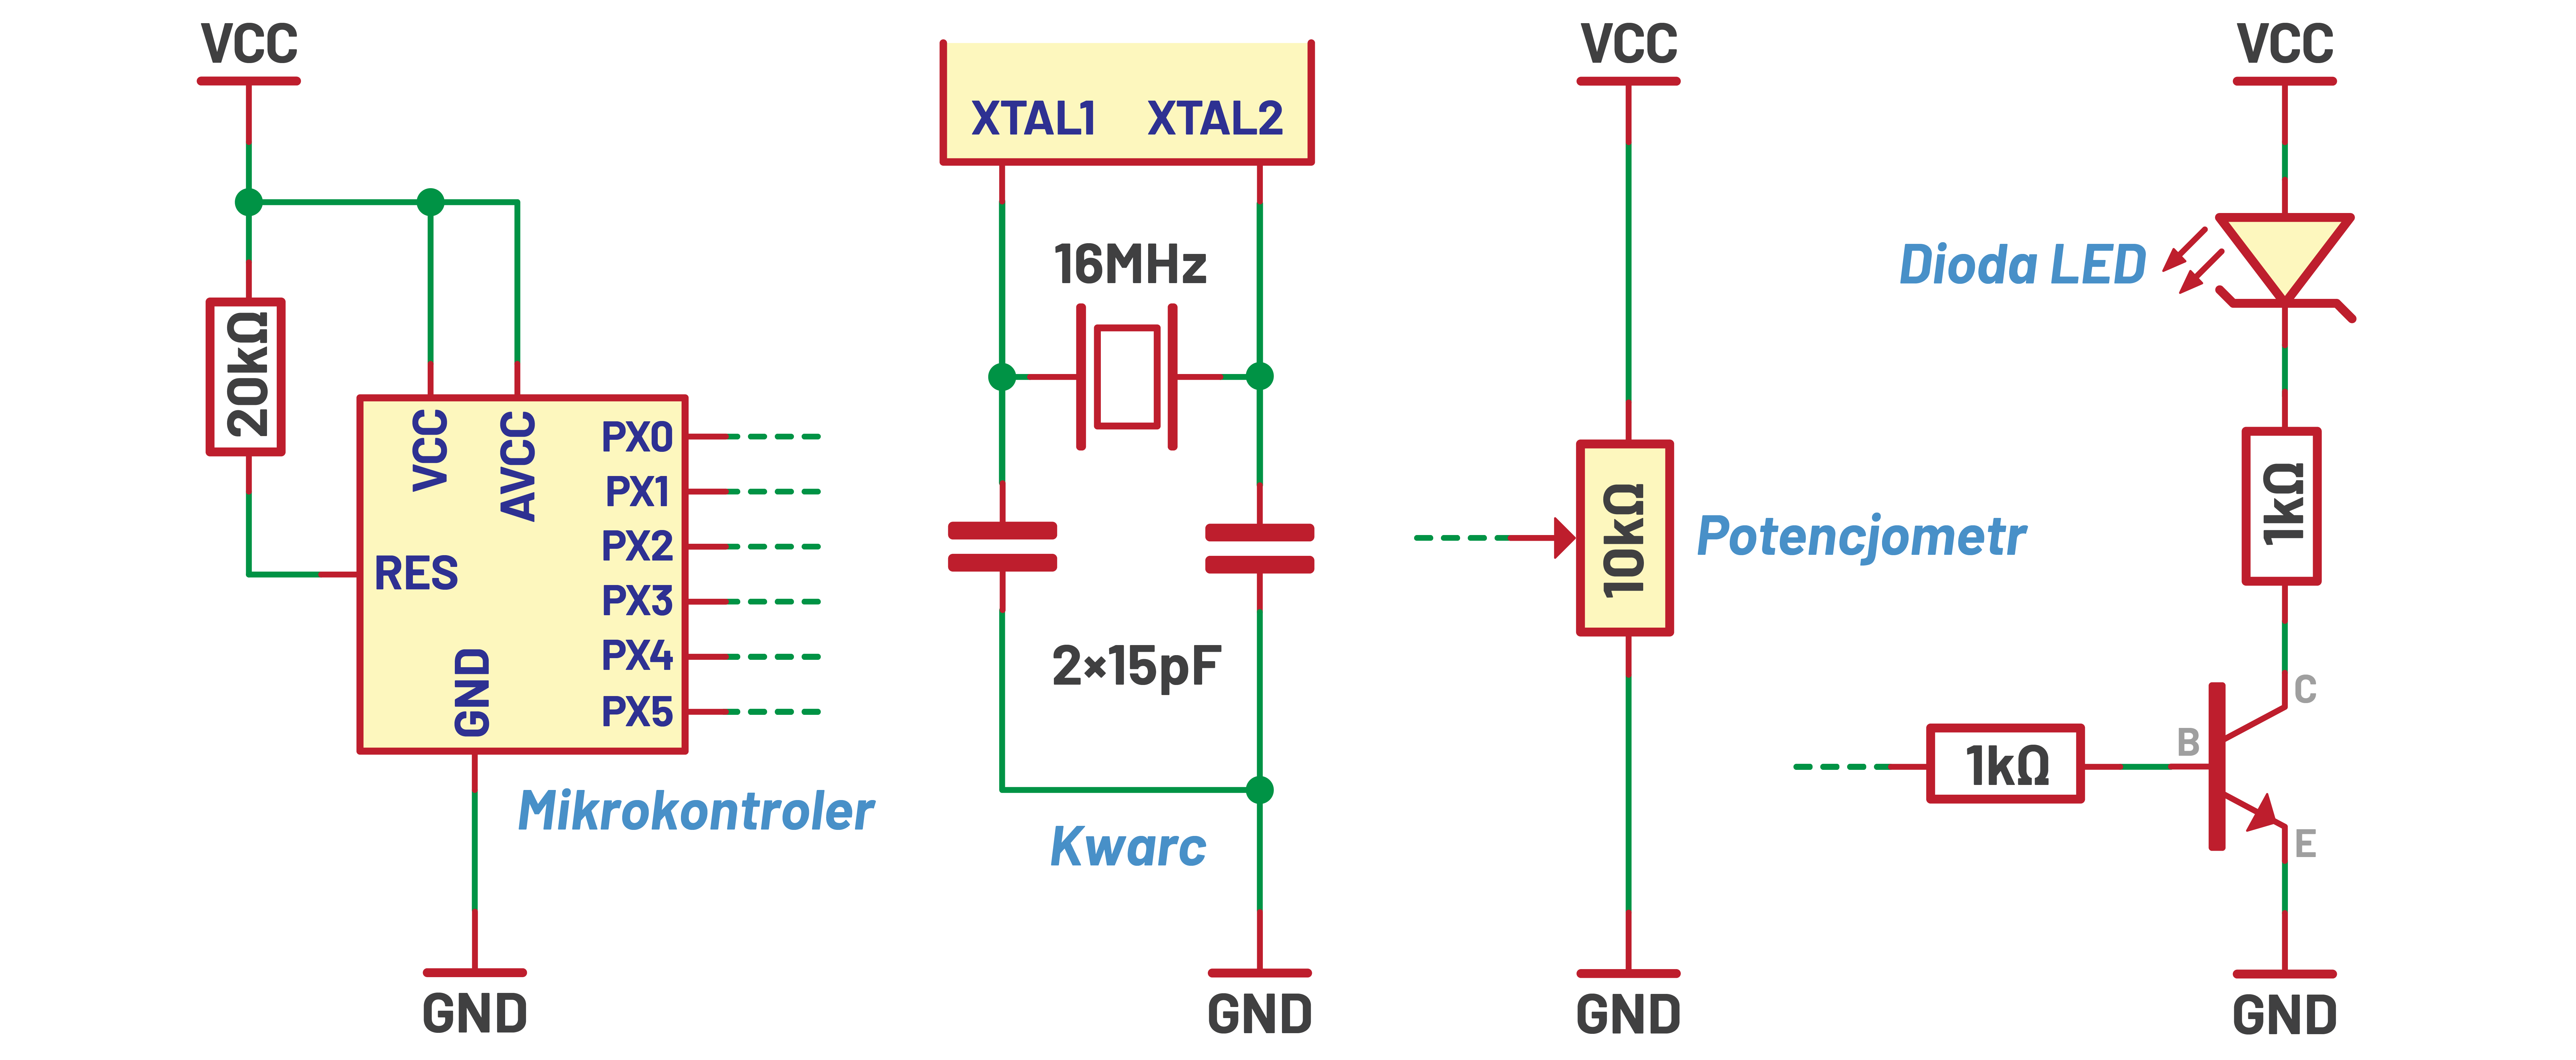 VCC
20kΩ
VCC
AVCC
RES
GND
PX0
PX1
PX2
PX3
PX4
PX5
Mikrokontroler
GND
XTAL1 XTAL2
16MHz
2×15pF
Kwarc
GND
VCC
10kΩ
Potencjometr
GND
VCC
Dioda LED
1kΩ
C
B
1kΩ
E
GND